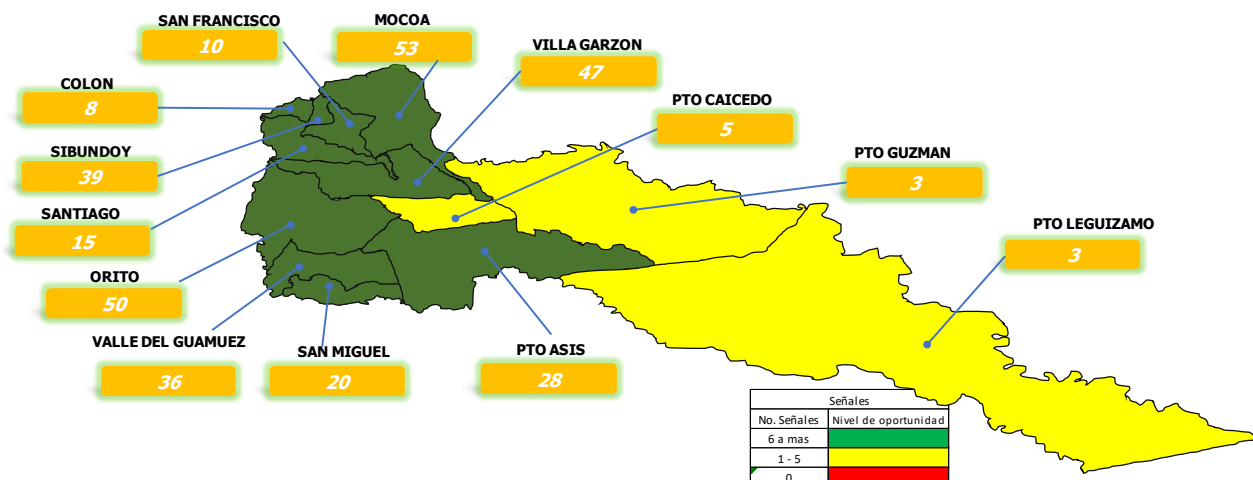 SAN FRANCISCO
10
MOCOA
53
VILLA GARZON
47
COLON
8
PTO CAICEDO
5
SIBUNDOY
39
PTO GUZMAN
3
SANTIAGO
15
PTO LEGUIZAMO
3
ORITO
50
VALLE DEL GUAMUEZ
36
SAN MIGUEL
20
PTO ASIS
28
Señales
No. Señales Nivel de oportunidad
6 a mas
1 - 5
0